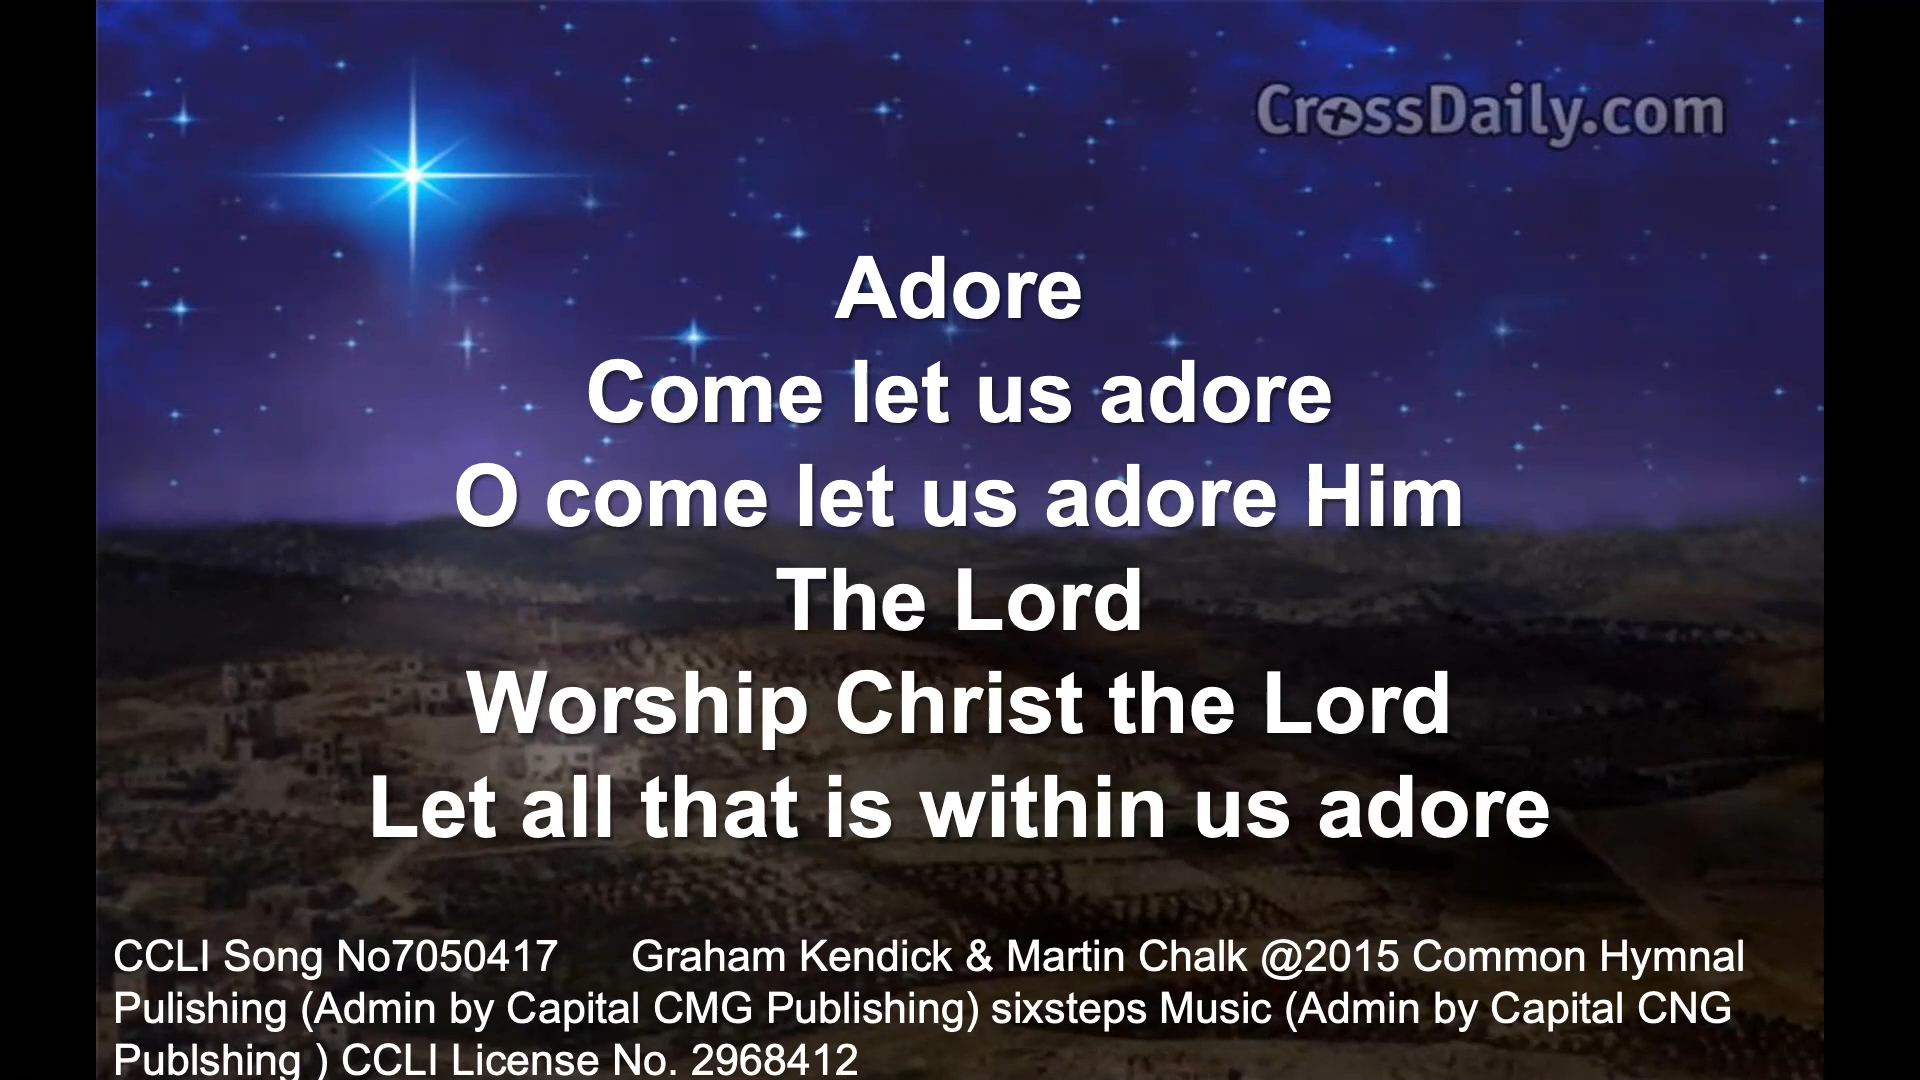 CrossDaily.com
Adore
Come let us adore
O come let us adore Him
The Lord
Worship Christ the Lord
Let all that is within us adore
CCLI Song No7050417 Graham Kendick & Martin Chalk @2015 Common Hymnal
Pulishing (Admin by Capital CMG Publishing) sixsteps Music (Admin by Capital CNG
Publshing ) CCLI License No. 2968412